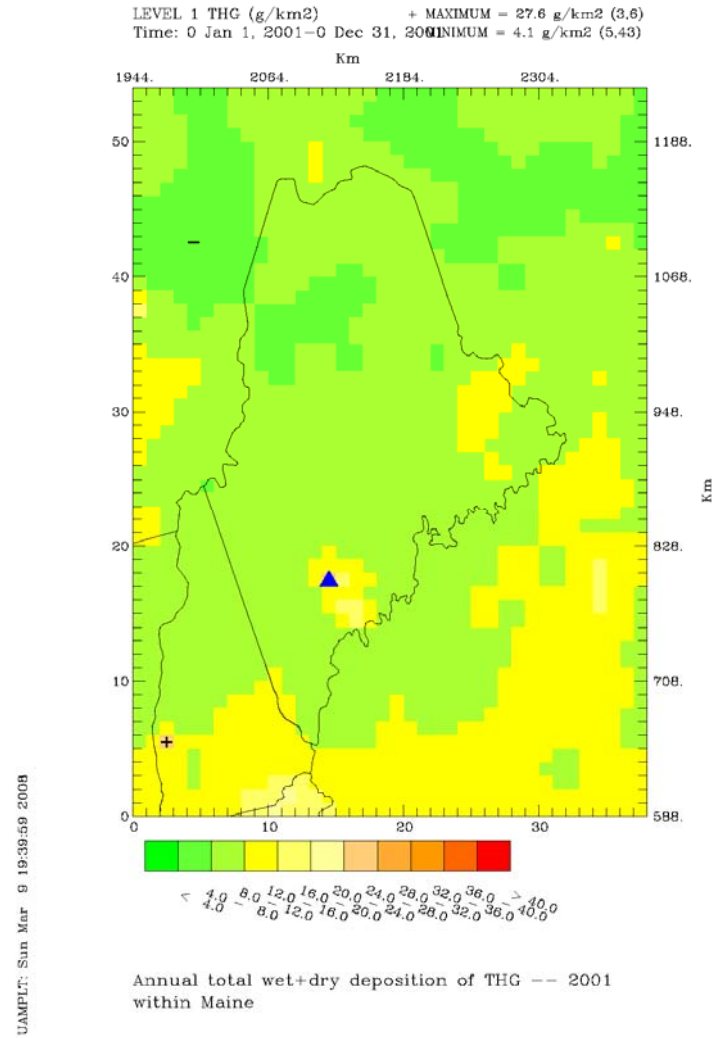 LEVEL 1 THG (g/km2) + MAXIMUM = 27.6 g/km2 (3,6)
Time: 0 Jan 1, 2001-0 Dec 31, 2001 MINIMUM = 4.1 g/km2 (5,43)
Km
1944. 2064. 2184. 2304.
50 1188.
40 1068.
30 948.
Km
20 828.
10 708.
0 588.
0 10 20 30
< 4.0
4.0 - 8.0
8.0 - 12.0
12.0 - 16.0
16.0 - 20.0
20.0 - 24.0
24.0 - 28.0
28.0 - 32.0
32.0 - 36.0
36.0 - 40.0
> 40.0
UAMPLT: Sun Mar 9 19:39:59 2008
Annual total wet+dry deposition of THG -- 2001
within Maine